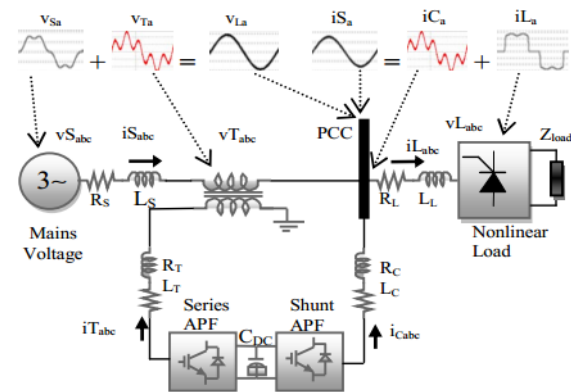 vSa vTa vLa iSa iCa iLa
+ = = +
vSabc iSabc vTabc PCC iLabc vLabc Zload
3~
RS LS RL LL
Mains
Voltage
Nonlinear
Load
RT
LT
RC
LC
iTabc
Series
APF
CDC
Shunt
APF
iCabc